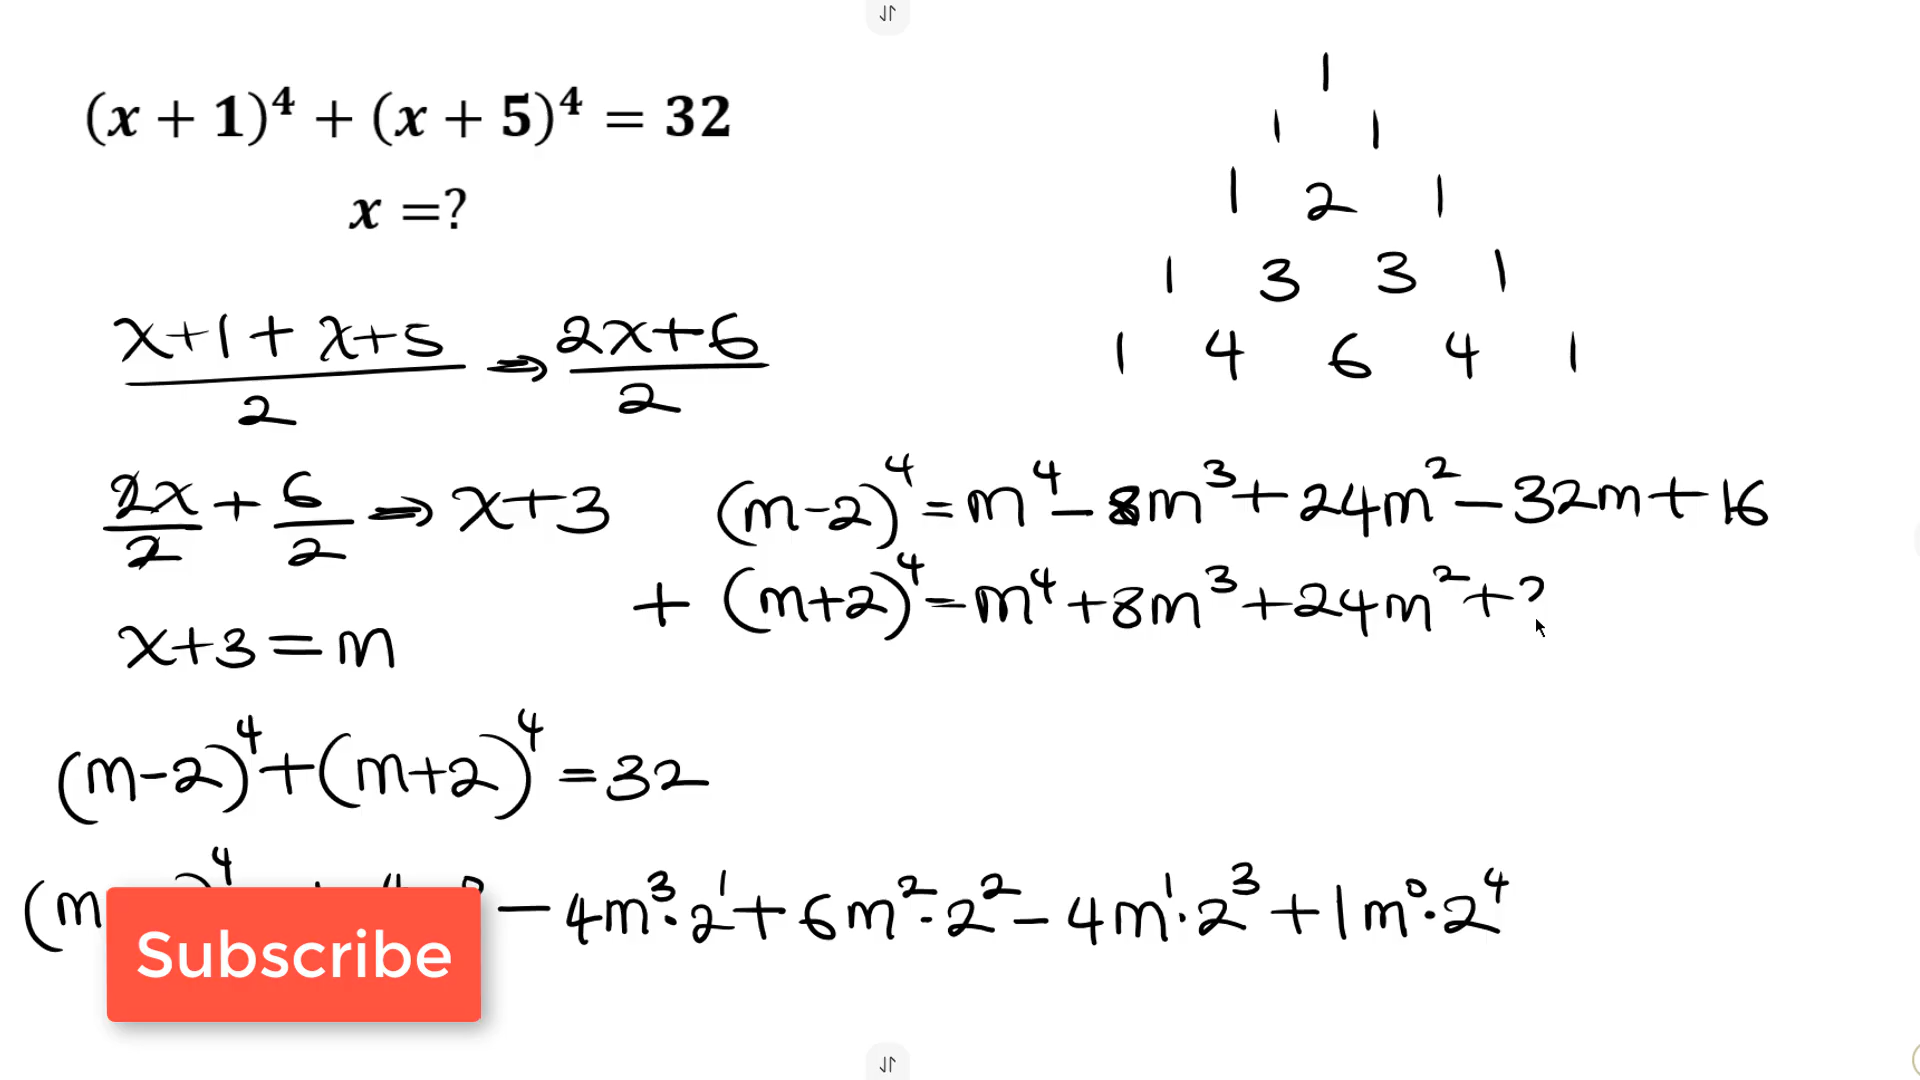 (x + 1)⁴ + (x + 5)⁴ = 32
x =?
1
1 1
1 2 1
1 3 3 1
1 4 6 4 1
(x+1 + x+5)/2 ⇒ (2x+6)/2
2x/2 + 6/2 ⇒ x+3
x+3 = m
(m-2)⁴ = m⁴ - 8m³ + 24m² - 32m + 16
+ (m+2)⁴ = m⁴ + 8m³ + 24m² +
(m-2)⁴ + (m+2)⁴ = 32
(m ⁴ - 4m³·2¹ + 6m²·2² - 4m¹·2³ + 1m⁰·2⁴
Subscribe